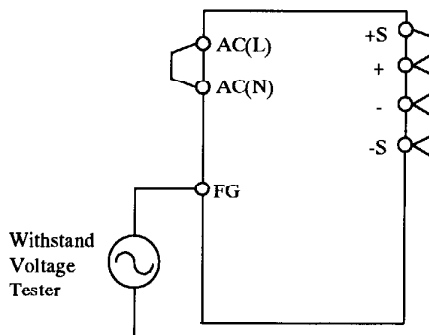 +S
AC(L)
+
AC(N)
-
-S
FG
Withstand
Voltage
Tester